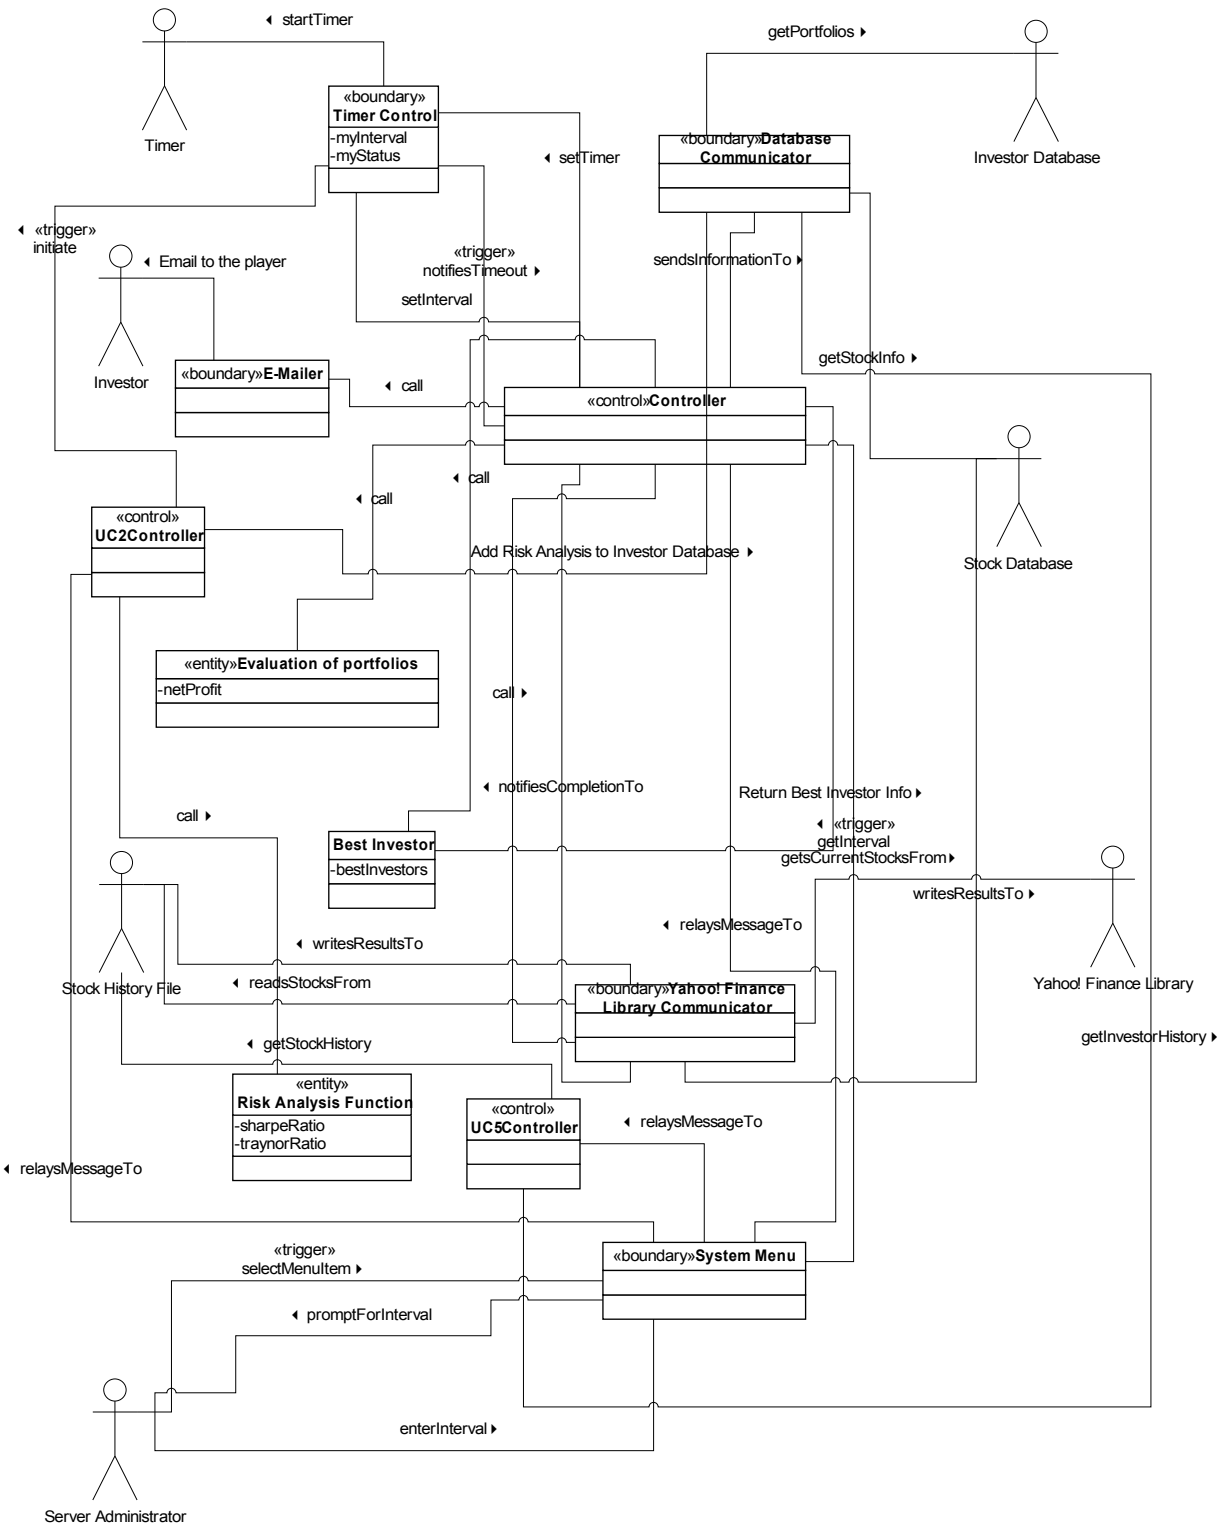 ◂ startTimer
getPortfolios ▸
«boundary»
Timer Control
-myInterval
-myStatus
Timer
«boundary»Database
Communicator
Investor Database
◂ setTimer
◂ «trigger»
initiate
◂ Email to the player
«trigger»
notifiesTimeout ▸
sendsInformationTo ▸
setInterval
Investor
«boundary»E-Mailer
◂ call
getStockInfo ▸
«control»Controller
◂ call
◂ call
«control»
UC2Controller
Add Risk Analysis to Investor Database ▸
Stock Database
«entity»Evaluation of portfolios
-netProfit
call ▸
◂ notifiesCompletionTo
Return Best Investor Info ▸
call ▸
◂ «trigger»
getInterval
Best Investor
-bestInvestors
getsCurrentStocksFrom ▸
writesResultsTo ▸
◂ relaysMessageTo
◂ writesResultsTo
Stock History File
◂ readsStocksFrom
«boundary»Yahoo! Finance
Library Communicator
Yahoo! Finance Library
getInvestorHistory ▸
◂ getStockHistory
«entity»
Risk Analysis Function
-sharpeRatio
-traynorRatio
«control»
UC5Controller
◂ relaysMessageTo
◂ relaysMessageTo
«trigger»
selectMenuItem ▸
«boundary»System Menu
◂ promptForInterval
enterInterval ▸
Server Administrator